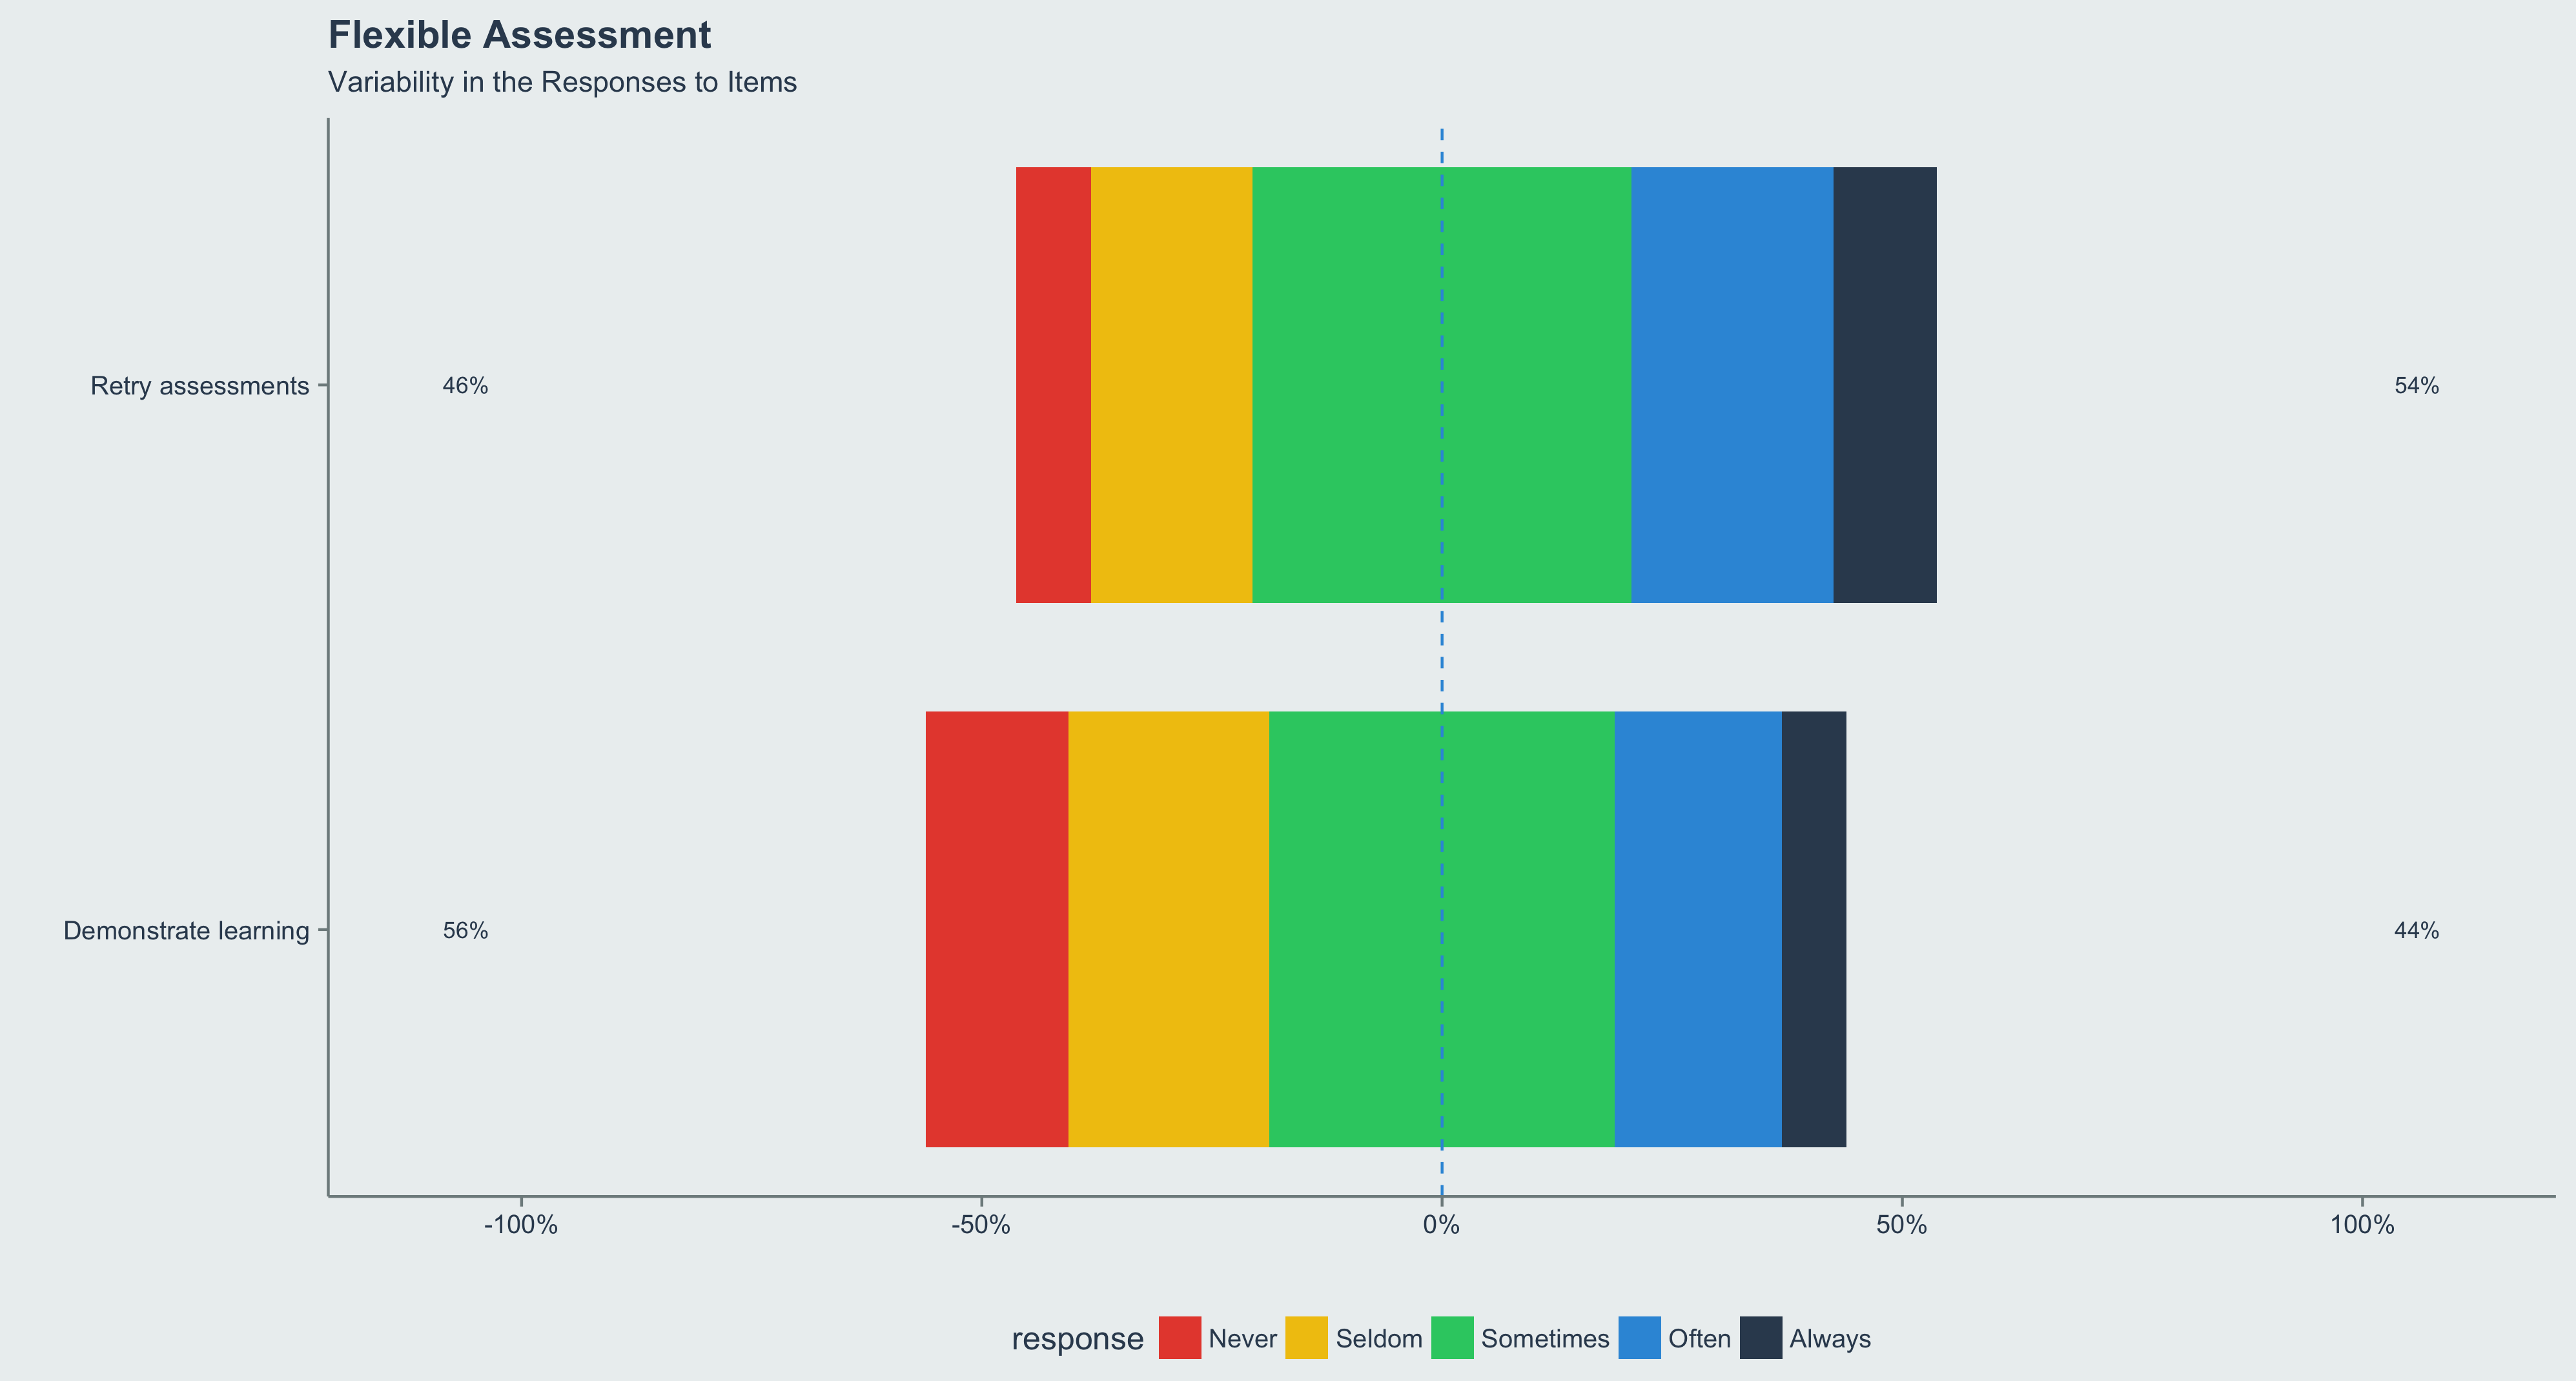 Flexible Assessment
Variability in the Responses to Items
Retry assessments
46%
54%
Demonstrate learning
56%
44%
-100%
-50%
0%
50%
100%
response
Never
Seldom
Sometimes
Often
Always